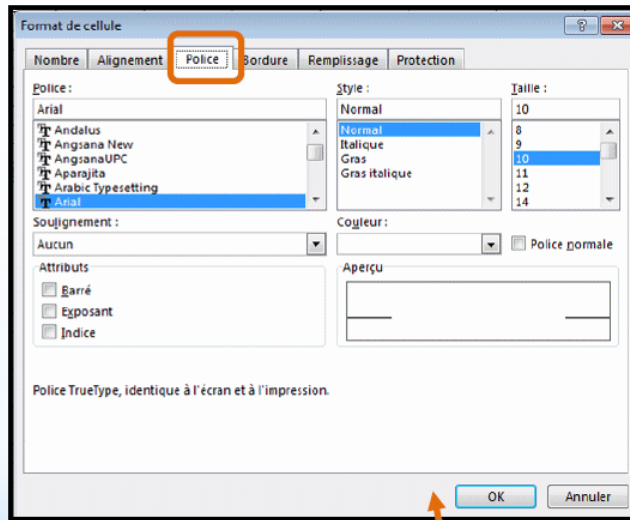 Format de cellule
Nombre Alignement Police Bordure Remplissage Protection
Police : Style : Taille :
Arial Normal 10
Andalus Normal 8
Angsana New Italique 9
AngsanaUPC Gras 10
Aparajita Gras italique 11
Arabic Typesetting 12
Arial 14
Soulignement : Couleur :
Aucun Police normale
Attributs Aperçu
Barré
Exposant
Indice
Police TrueType, identique à l'écran et à l'impression.
OK Annuler